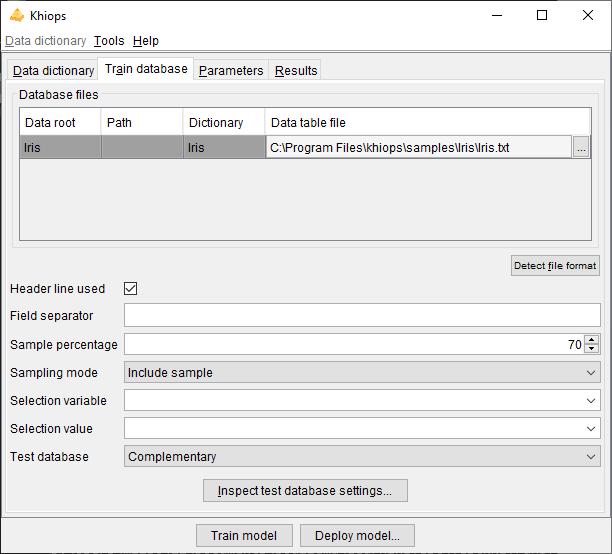 Khiops
Data dictionary Tools Help
Data dictionary Train database Parameters Results
Database files
Data root Path Dictionary Data table file
Iris Iris C:\Program Files\khiops\samples\Iris\Iris.txt ...
Detect file format
Header line used
Field separator
Sample percentage 70
Sampling mode Include sample
Selection variable
Selection value
Test database Complementary
Inspect test database settings...
Train model Deploy model...